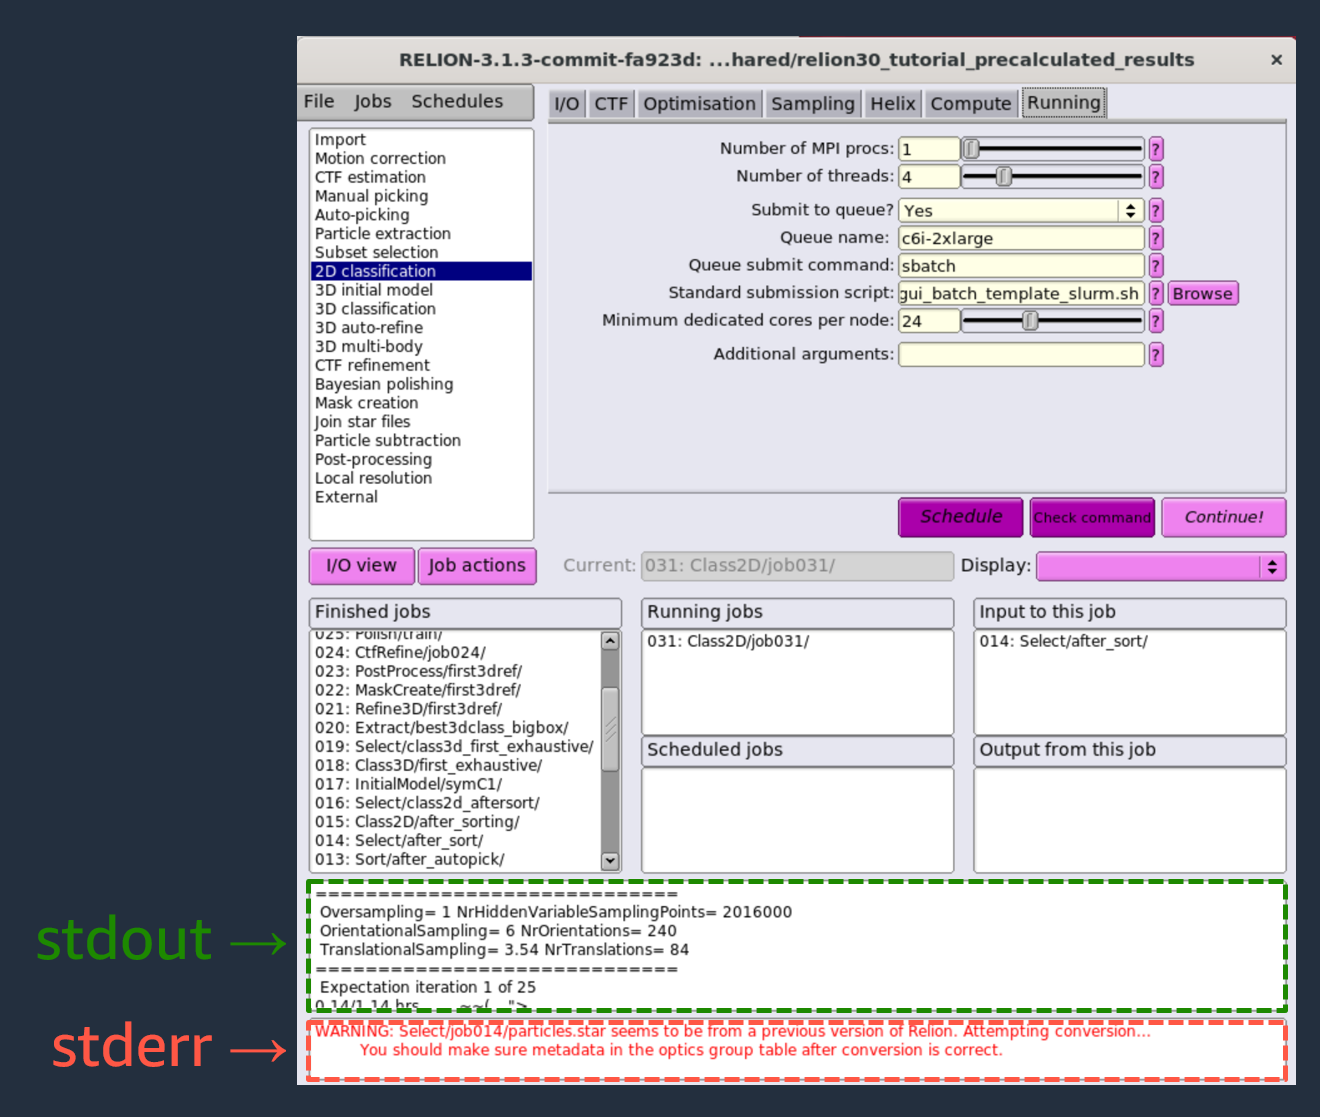 RELION-3.1.3-commit-fa923d: ...hared/relion30_tutorial_precalculated_results ×
File Jobs Schedules
I/O CTF Optimisation Sampling Helix Compute Running
Import
Motion correction
CTF estimation
Manual picking
Auto-picking
Particle extraction
Subset selection
2D classification
3D initial model
3D classification
3D auto-refine
3D multi-body
CTF refinement
Bayesian polishing
Mask creation
Join star files
Particle subtraction
Post-processing
Local resolution
External
Number of MPI procs: 1 ?
Number of threads: 4 ?
Submit to queue? Yes ?
Queue name: c6i-2xlarge ?
Queue submit command: sbatch ?
Standard submission script: gui_batch_template_slurm.sh ? Browse
Minimum dedicated cores per node: 24 ?
Additional arguments: ?
Schedule Check command Continue!
I/O view Job actions Current: 031: Class2D/job031/ Display:
Finished jobs
025: Polish/train/
024: CtfRefine/job024/
023: PostProcess/first3dref/
022: MaskCreate/first3dref/
021: Refine3D/first3dref/
020: Extract/best3dclass_bigbox/
019: Select/class3d_first_exhaustive/
018: Class3D/first_exhaustive/
017: InitialModel/symC1/
016: Select/class2d_aftersort/
015: Class2D/after_sorting/
014: Select/after_sort/
013: Sort/after_autopick/
Running jobs
031: Class2D/job031/
Scheduled jobs
Input to this job
014: Select/after_sort/
Output from this job
stdout →
=============================
Oversampling= 1 NrHiddenVariableSamplingPoints= 2016000
OrientationalSampling= 6 NrOrientations= 240
TranslationalSampling= 3.54 NrTranslations= 84
=============================
Expectation iteration 1 of 25
0.14/1.14 hrs ....... ~~(,_,">
stderr →
WARNING: Select/job014/particles.star seems to be from a previous version of Relion. Attempting conversion...
You should make sure metadata in the optics group table after conversion is correct.